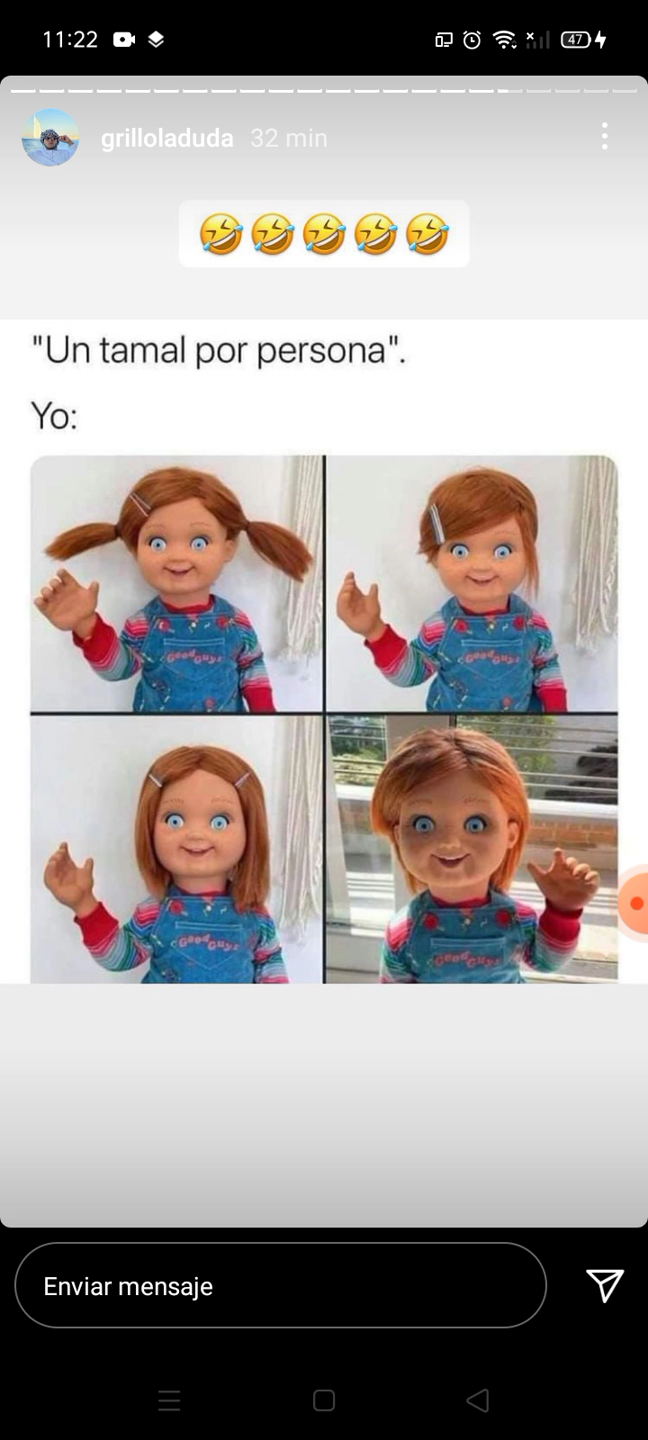 11:22
47
grilloladuda 32 min
🤣🤣🤣🤣🤣
"Un tamal por persona".
Yo:
Good Guys
Good Guys
Good Guys
Good Guys
Enviar mensaje